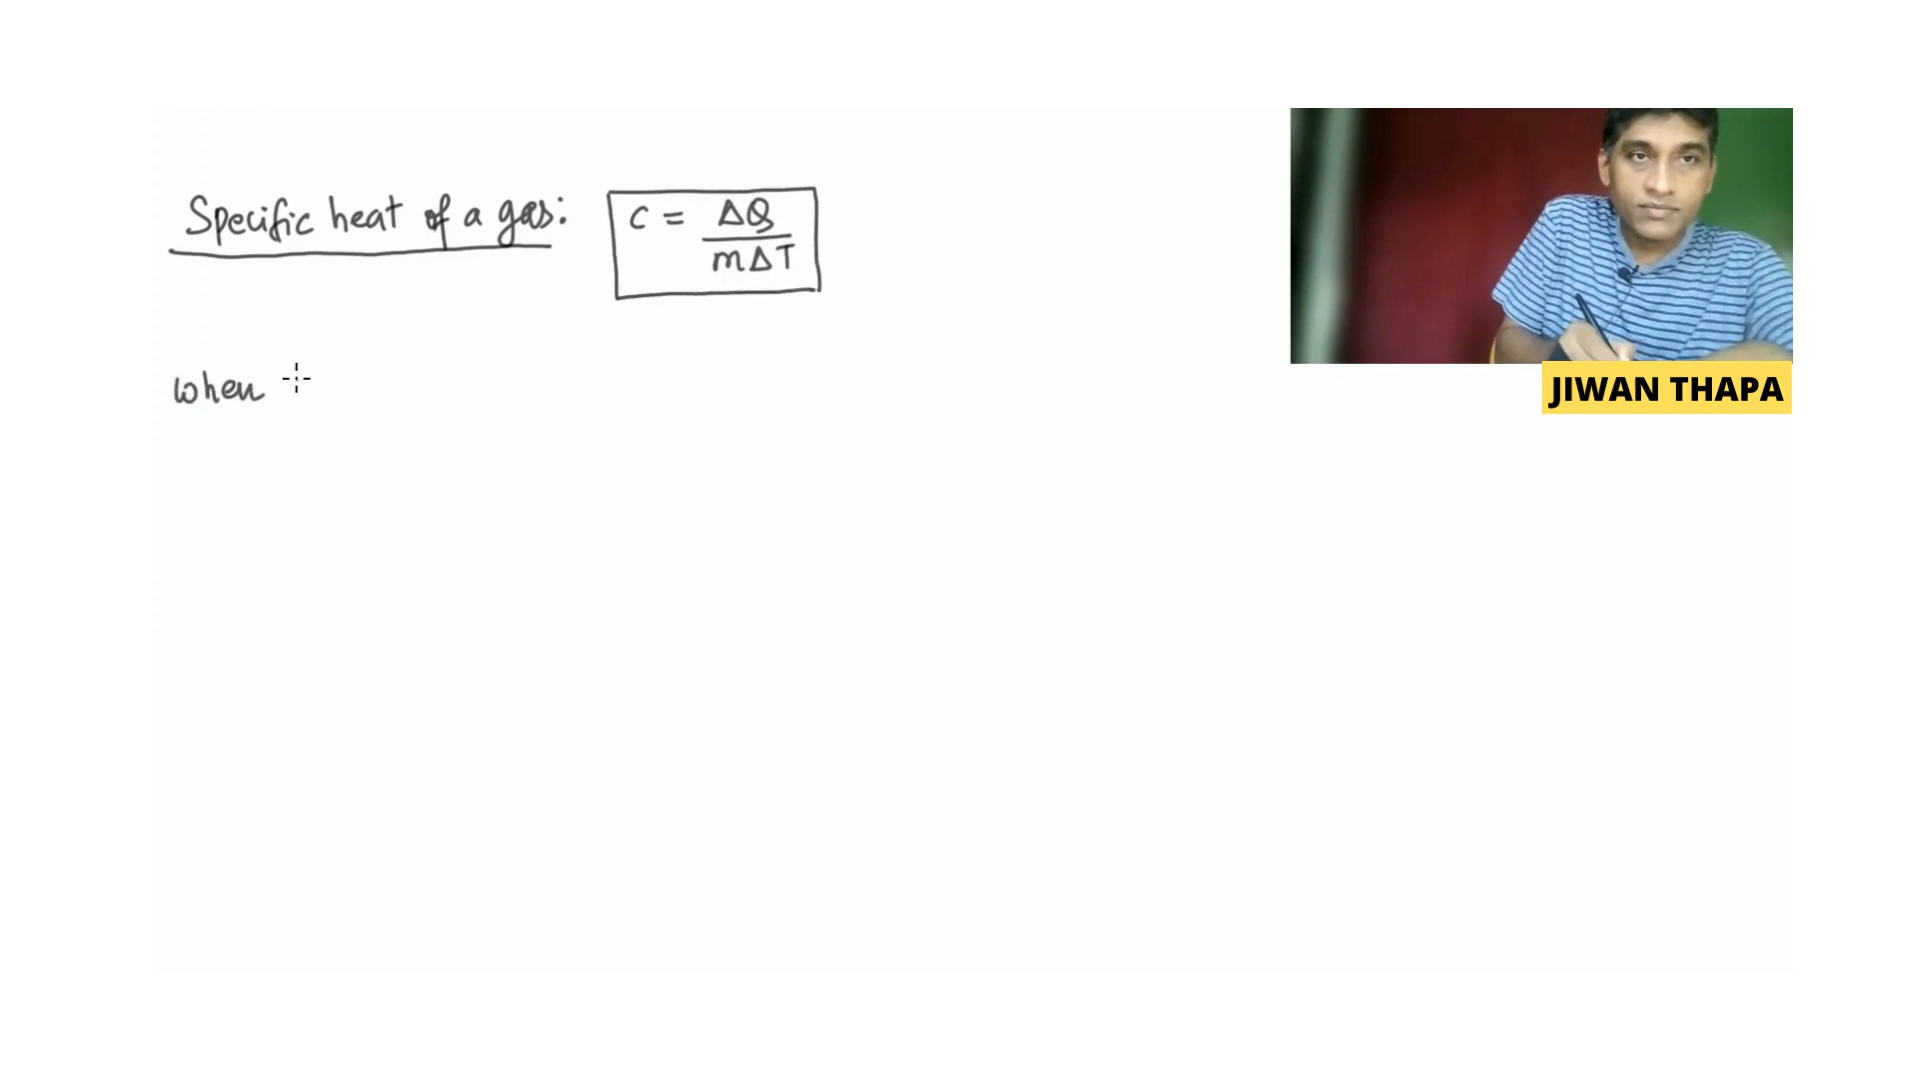 Specific heat of a gas: C = ΔQ / mΔT
JIWAN THAPA
when